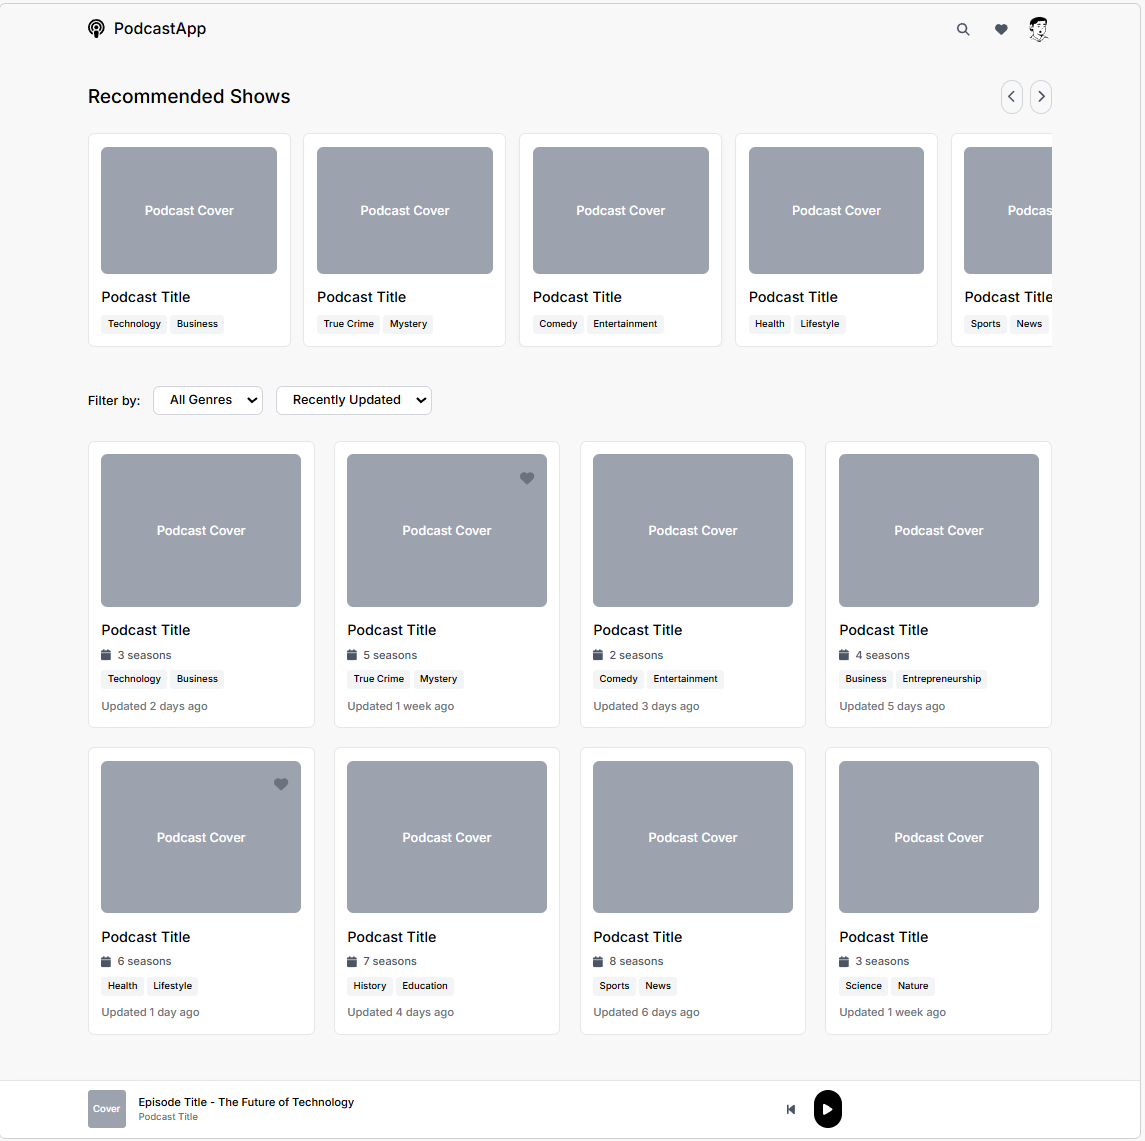 PodcastApp
Recommended Shows
Podcast Cover Podcast Cover Podcast Cover Podcast Cover Podcas
Podcast Title Podcast Title Podcast Title Podcast Title Podcast Title
Technology Business True Crime Mystery Comedy Entertainment Health Lifestyle Sports News
Filter by: All Genres Recently Updated
Podcast Cover Podcast Cover Podcast Cover Podcast Cover
Podcast Title Podcast Title Podcast Title Podcast Title
3 seasons 5 seasons 2 seasons 4 seasons
Technology Business True Crime Mystery Comedy Entertainment Business Entrepreneurship
Updated 2 days ago Updated 1 week ago Updated 3 days ago Updated 5 days ago
Podcast Cover Podcast Cover Podcast Cover Podcast Cover
Podcast Title Podcast Title Podcast Title Podcast Title
6 seasons 7 seasons 8 seasons 3 seasons
Health Lifestyle History Education Sports News Science Nature
Updated 1 day ago Updated 4 days ago Updated 6 days ago Updated 1 week ago
Cover Episode Title - The Future of Technology
Podcast Title